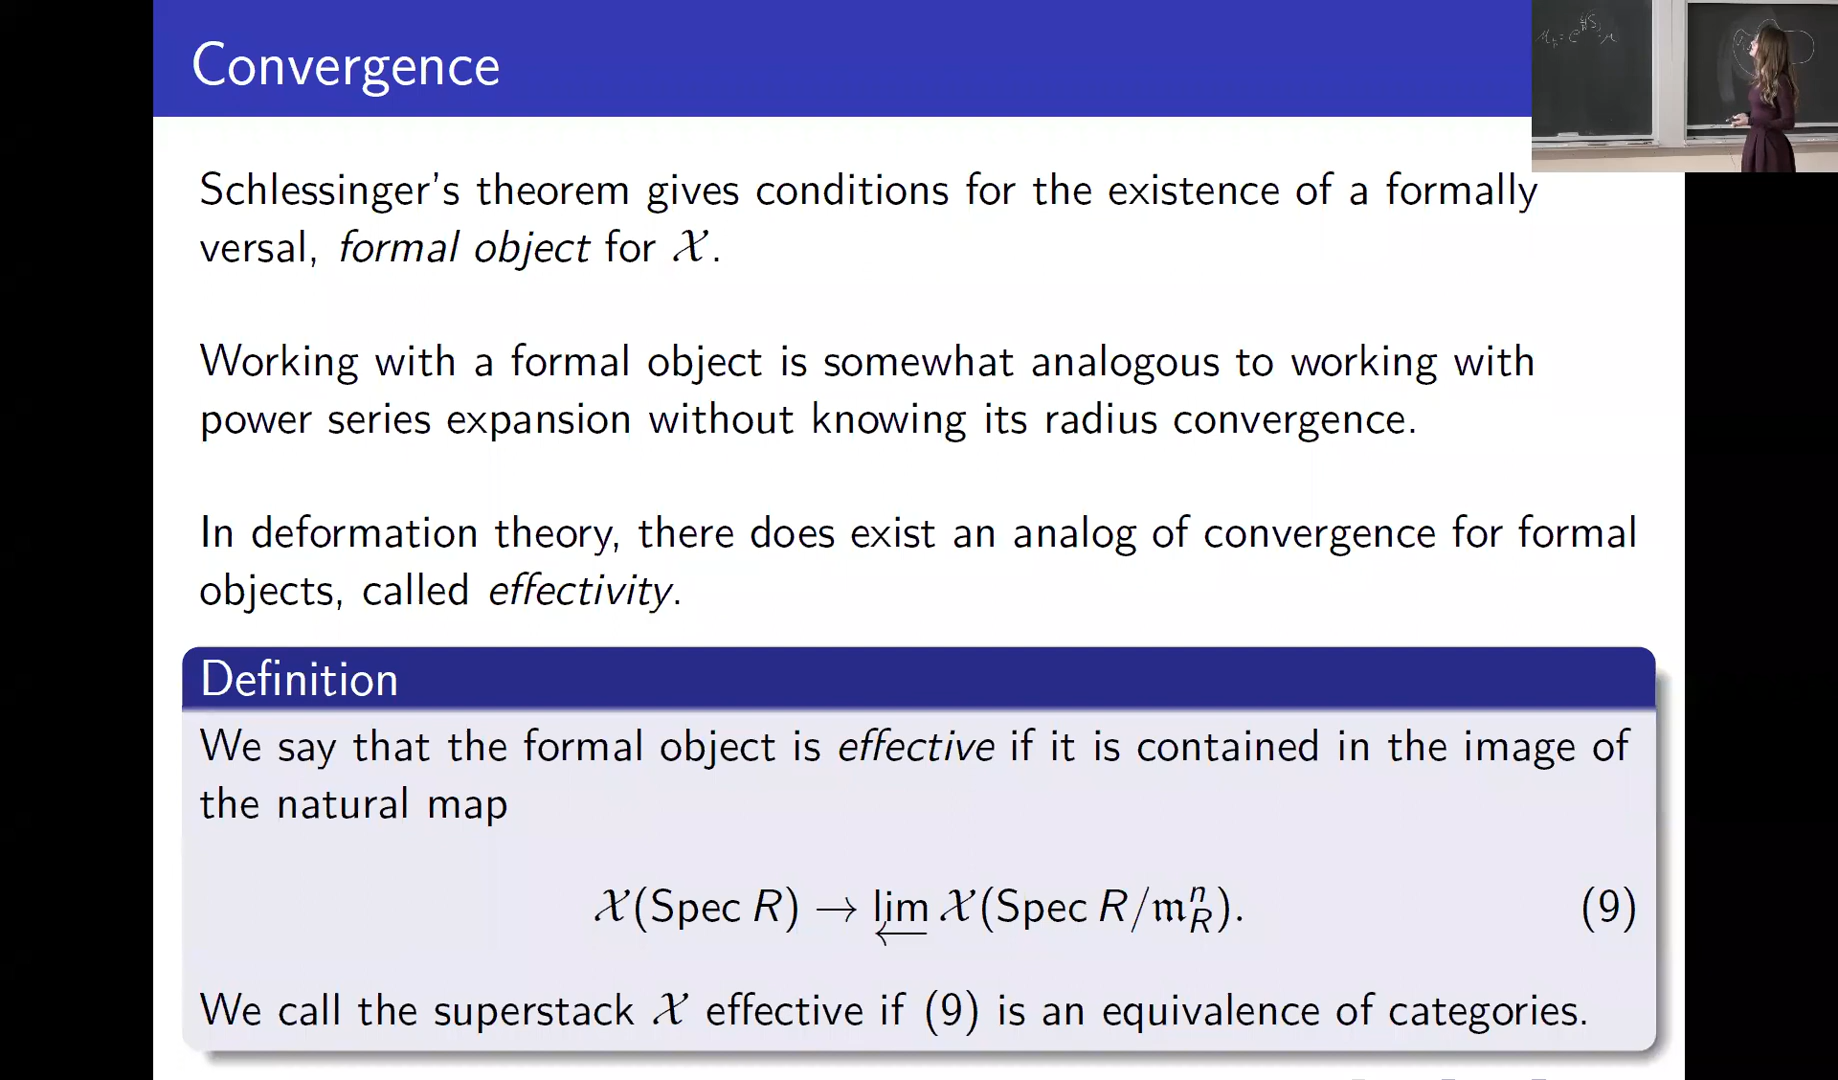 Convergence
Schlessinger's theorem gives conditions for the existence of a formally
versal, formal object for 𝒳.
Working with a formal object is somewhat analogous to working with
power series expansion without knowing its radius convergence.
In deformation theory, there does exist an analog of convergence for formal
objects, called effectivity.
Definition
We say that the formal object is effective if it is contained in the image of
the natural map
𝒳(Spec R) → lim← 𝒳(Spec R/𝔪ⁿ_R). (9)
We call the superstack 𝒳 effective if (9) is an equivalence of categories.